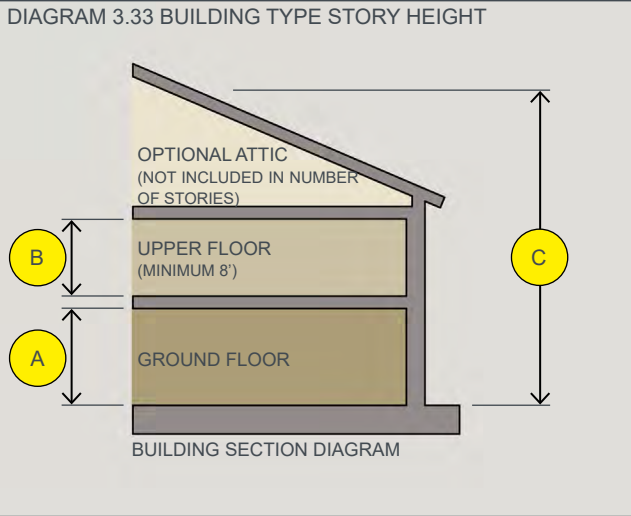 DIAGRAM 3.33 BUILDING TYPE STORY HEIGHT
OPTIONAL ATTIC
(NOT INCLUDED IN NUMBER
OF STORIES)
B
UPPER FLOOR
(MINIMUM 8')
C
A
GROUND FLOOR
BUILDING SECTION DIAGRAM